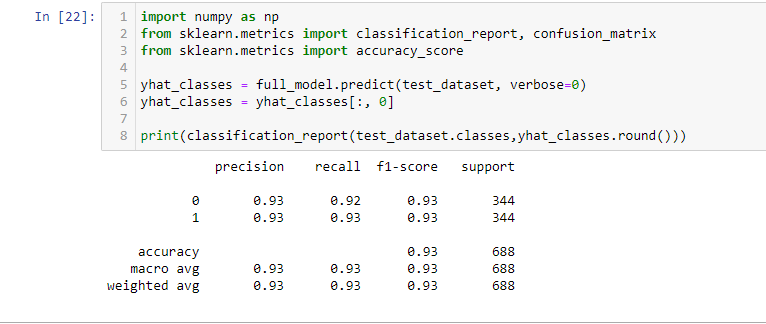 In [22]:
1 import numpy as np
2 from sklearn.metrics import classification_report, confusion_matrix
3 from sklearn.metrics import accuracy_score
4
5 yhat_classes = full_model.predict(test_dataset, verbose=0)
6 yhat_classes = yhat_classes[:, 0]
7
8 print(classification_report(test_dataset.classes,yhat_classes.round()))
precision recall f1-score support
0 0.93 0.92 0.93 344
1 0.93 0.93 0.93 344
accuracy 0.93 688
macro avg 0.93 0.93 0.93 688
weighted avg 0.93 0.93 0.93 688